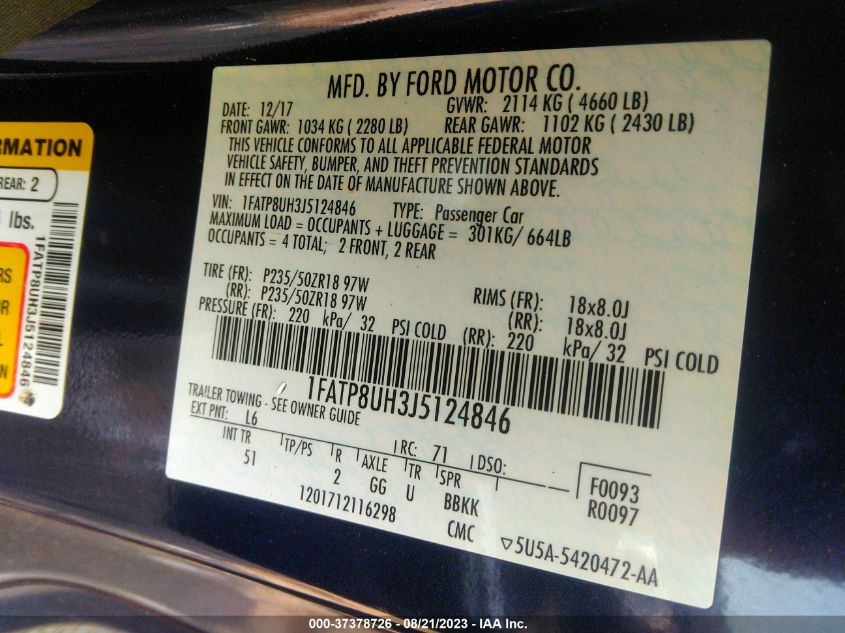 MFD. BY FORD MOTOR CO.
DATE: 12/17 GVWR: 2114 KG ( 4660 LB)
FRONT GAWR: 1034 KG ( 2280 LB) REAR GAWR: 1102 KG ( 2430 LB)
THIS VEHICLE CONFORMS TO ALL APPLICABLE FEDERAL MOTOR
VEHICLE SAFETY, BUMPER, AND THEFT PREVENTION STANDARDS
IN EFFECT ON THE DATE OF MANUFACTURE SHOWN ABOVE.
VIN: 1FATP8UH3J5124846 TYPE: Passenger Car
MAXIMUM LOAD = OCCUPANTS + LUGGAGE = 301KG/ 664LB
OCCUPANTS = 4 TOTAL; 2 FRONT, 2 REAR
TIRE (FR): P235/50ZR18 97W RIMS (FR): 18x8.0J
(RR): P235/50ZR18 97W (RR): 18x8.0J
PRESSURE (FR): 220 kPa/ 32 PSI COLD (RR): 220 kPa/ 32 PSI COLD
1FATP8UH3J5124846
TRAILER TOWING - SEE OWNER GUIDE
EXT PNT: L6 RC: 71 DSO:
INT TR TP/PS R AXLE TR SPR
51 2 GG U BBKK
F0093
R0097
1201712116298 CMC 5U5A-5420472-AA
RMATION
REAR: 2
lbs.
RS
UR
L
ON
1FATP8UH3J5124846
000-37378726 - 08/21/2023 - IAA Inc.